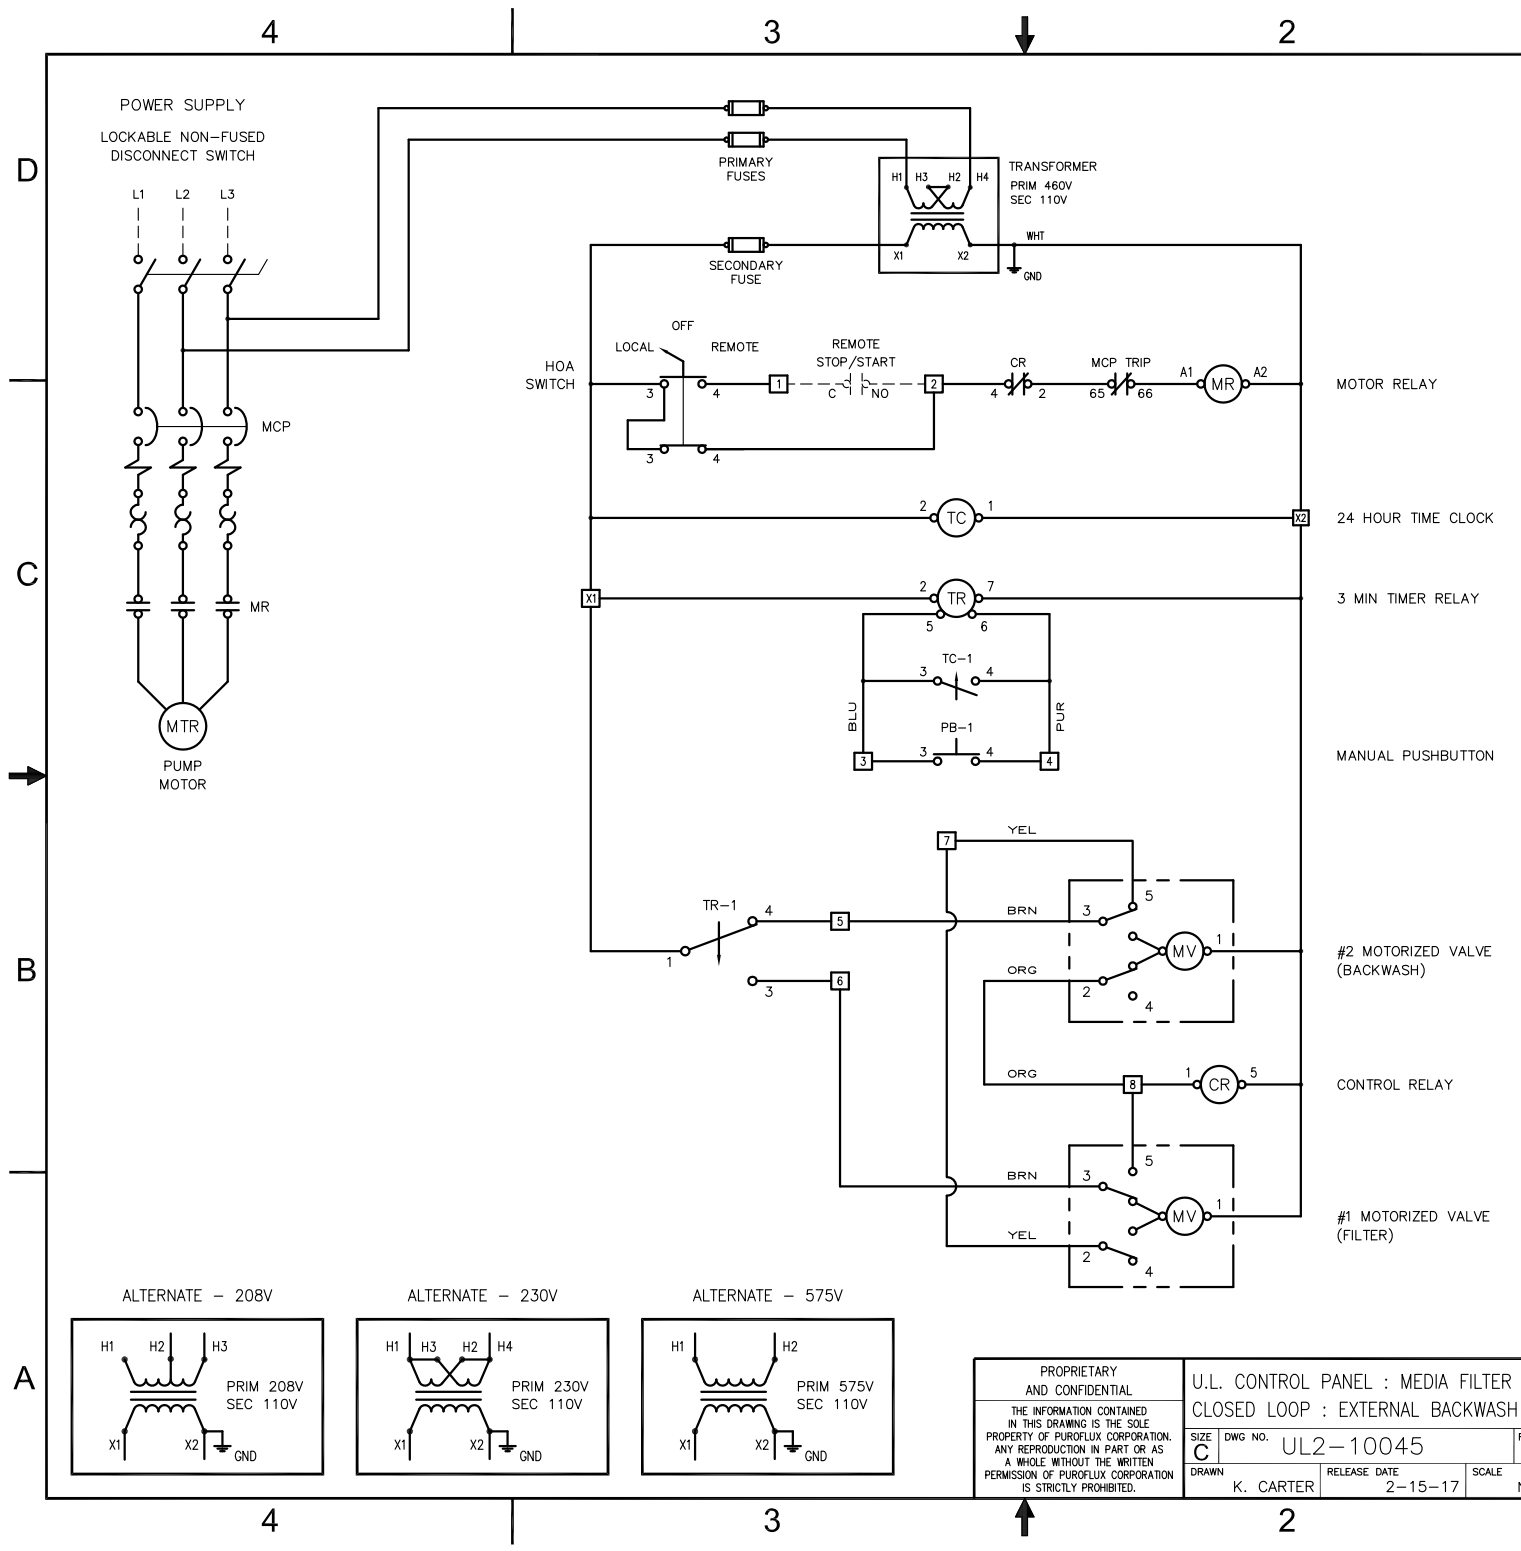 4
3
2
D
C
B
A
POWER SUPPLY
LOCKABLE NON-FUSED
DISCONNECT SWITCH
L1
L2
L3
PRIMARY
FUSES
H1
H3
H2
H4
TRANSFORMER
PRIM 460V
SEC 110V
X1
X2
WHT
GND
SECONDARY
FUSE
HOA
SWITCH
LOCAL
OFF
REMOTE
3
4
3
4
1
REMOTE
STOP/START
C
NO
2
CR
4
2
MCP TRIP
65
66
A1
MR
A2
MOTOR RELAY
MCP
MR
MTR
PUMP
MOTOR
2
TC
1
X2
24 HOUR TIME CLOCK
X1
2
TR
7
5
6
3 MIN TIMER RELAY
TC-1
3
4
BLU
PUR
PB-1
3
3
4
4
MANUAL PUSHBUTTON
7
YEL
TR-1
1
4
3
5
6
BRN
3
5
ORG
2
4
MV
1
#2 MOTORIZED VALVE
(BACKWASH)
ORG
8
1
CR
5
CONTROL RELAY
BRN
3
5
YEL
2
4
MV
1
#1 MOTORIZED VALVE
(FILTER)
ALTERNATE - 208V
H1
H2
H3
PRIM 208V
SEC 110V
X1
X2
GND
ALTERNATE - 230V
H1
H3
H2
H4
PRIM 230V
SEC 110V
X1
X2
GND
ALTERNATE - 575V
H1
H2
PRIM 575V
SEC 110V
X1
X2
GND
PROPRIETARY
AND CONFIDENTIAL
THE INFORMATION CONTAINED
IN THIS DRAWING IS THE SOLE
PROPERTY OF PUROFLUX CORPORATION.
ANY REPRODUCTION IN PART OR AS
A WHOLE WITHOUT THE WRITTEN
PERMISSION OF PUROFLUX CORPORATION
IS STRICTLY PROHIBITED.
U.L. CONTROL PANEL : MEDIA FILTER
CLOSED LOOP : EXTERNAL BACKWASH
SIZE
C
DWG NO.
UL2-10045
DRAWN
K. CARTER
RELEASE DATE
2-15-17
SCALE
4
3
2